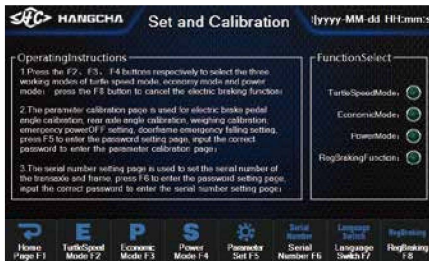 HANGCHA
Set and Calibration
yyyy-MM-dd HH:mm:s
OperatingInstructions
1.Press the F2、F3、F4 buttons respectively to select the three
working modes of turtle speed mode, economy mode and power
mode; press the F8 button to cancel the electric braking function;
2.The parameter calibration page is used for electric brake pedal
angle calibration, rear axle angle calibration, weighing calibration,
emergency powerOFF setting, doorframe emergency falling setting,
press F5 to enter the password setting page, input the correct
password to enter the parameter calibration page;
3.The serial number setting page is used to set the serial number of
the transaxle and frame, press F6 to enter the password setting page,
input the correct password to enter the serial number setting page;
FunctionSelect
TurtleSpeedMode:
EconomicMode:
PowerMode:
RegBrakingFunction:
E P S Serial Number Language Switch RegBraking
Home Page F1 TurtleSpeed Mode F2 Economic Mode F3 Power Mode F4 Parameter Set F5 Serial Number F6 Language Switch F7 RegBraking F8